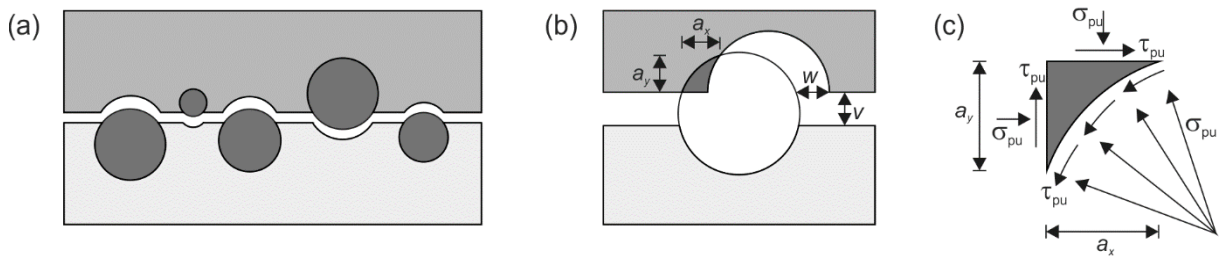 (a)
(b)
a_x
a_y
w
v
(c)
σ_pu
τ_pu
τ_pu
a_y
σ_pu
σ_pu
τ_pu
a_x